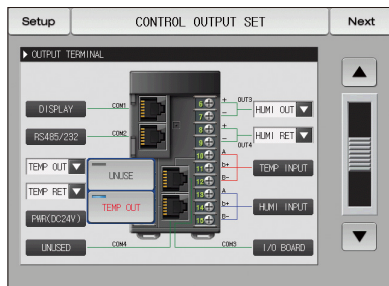 Setup
CONTROL OUTPUT SET
Next
▶ OUTPUT TERMINAL
DISPLAY
COM1
RS485/232
COM2
TEMP OUT ▼
TEMP RET ▼
PWR(DC24V)
UNUSED
COM4
UNUSE
TEMP OUT
6 + OUT3
7 -
8 +
9 - OUT4
10 A
11 b+
12 B-
13 A
14 b+
15 B-
HUMI OUT ▼
HUMI RET ▼
TEMP INPUT
HUMI INPUT
COM3
I/O BOARD